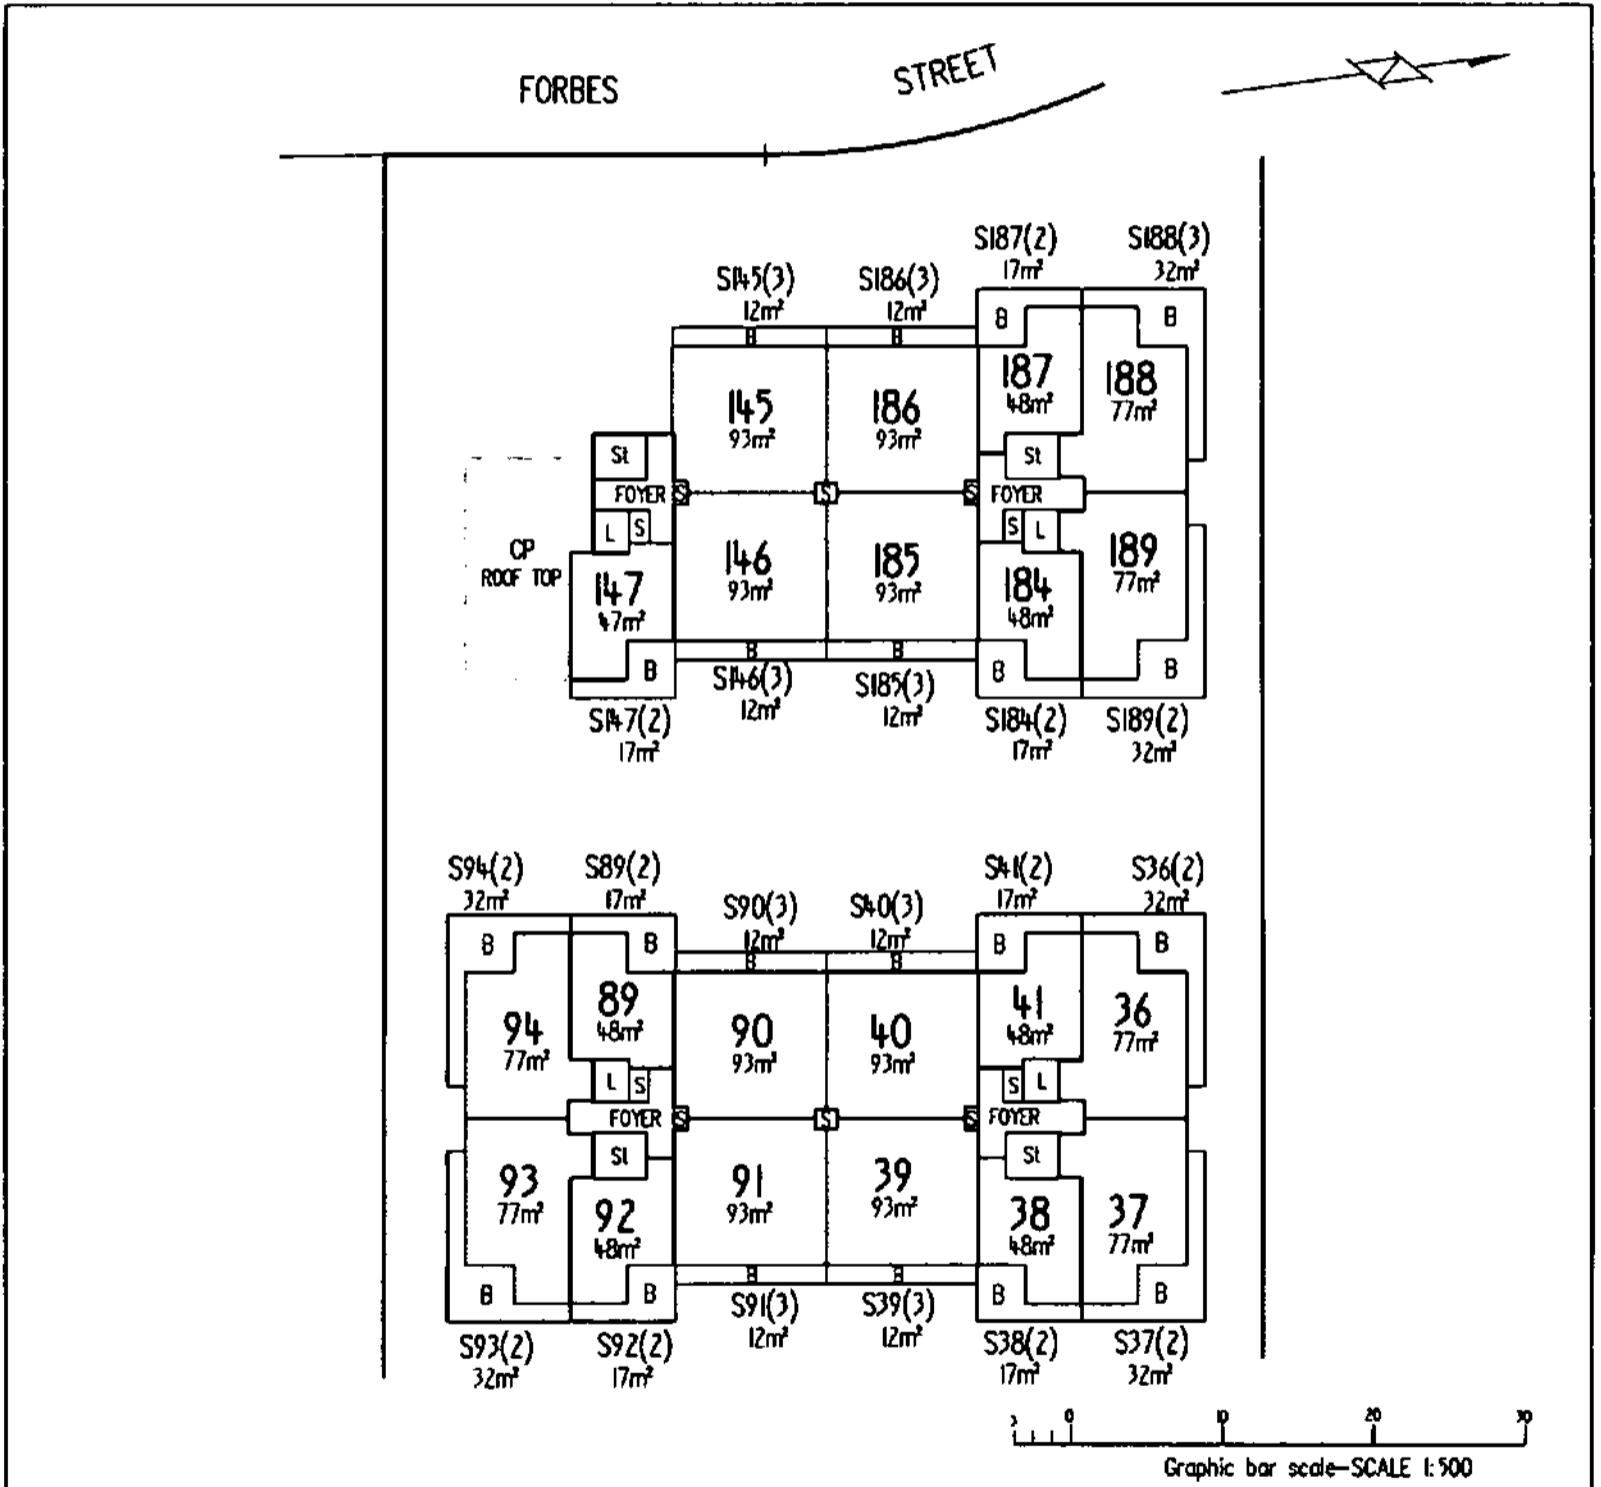 FORBES STREET
S187(2) S188(3)
17m² 32m²
S145(3) S186(3)
12m² 12m²
B B
B B
187 188
48m² 77m²
145 186
93m² 93m²
St St
S FOYER S S FOYER
L S S L
CP
ROOF TOP
146 185 189
93m² 93m² 77m²
147 184
47m² 48m²
B B
B B B
S146(3) S185(3)
12m² 12m²
S147(2) S184(2) S189(2)
17m² 17m² 32m²
S94(2) S89(2) S41(2) S36(2)
32m² 17m² 17m² 32m²
S90(3) S40(3)
12m² 12m²
B B B B
B B
94 89 90 40 41 36
77m² 48m² 93m² 93m² 48m² 77m²
L S S L
FOYER S S S FOYER
St St
93 92 91 39 38 37
77m² 48m² 93m² 93m² 48m² 77m²
B B
B B B B
S91(3) S39(3)
12m² 12m²
S93(2) S92(2) S38(2) S37(2)
32m² 17m² 17m² 32m²
0 10 20 30
Graphic bar scale-SCALE 1:500